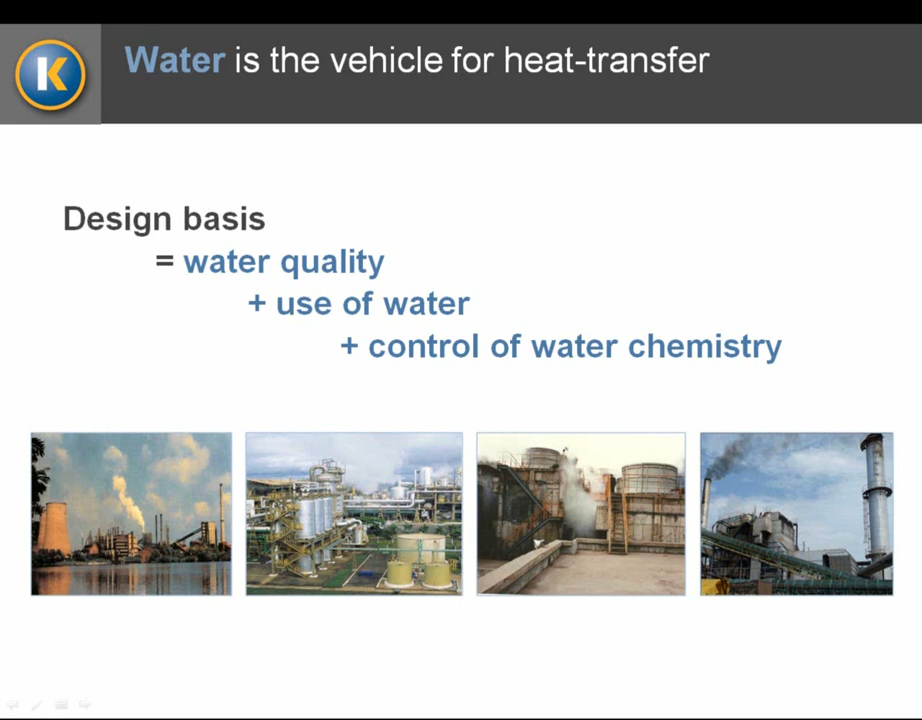 K
Water is the vehicle for heat-transfer
Design basis
= water quality
+ use of water
+ control of water chemistry